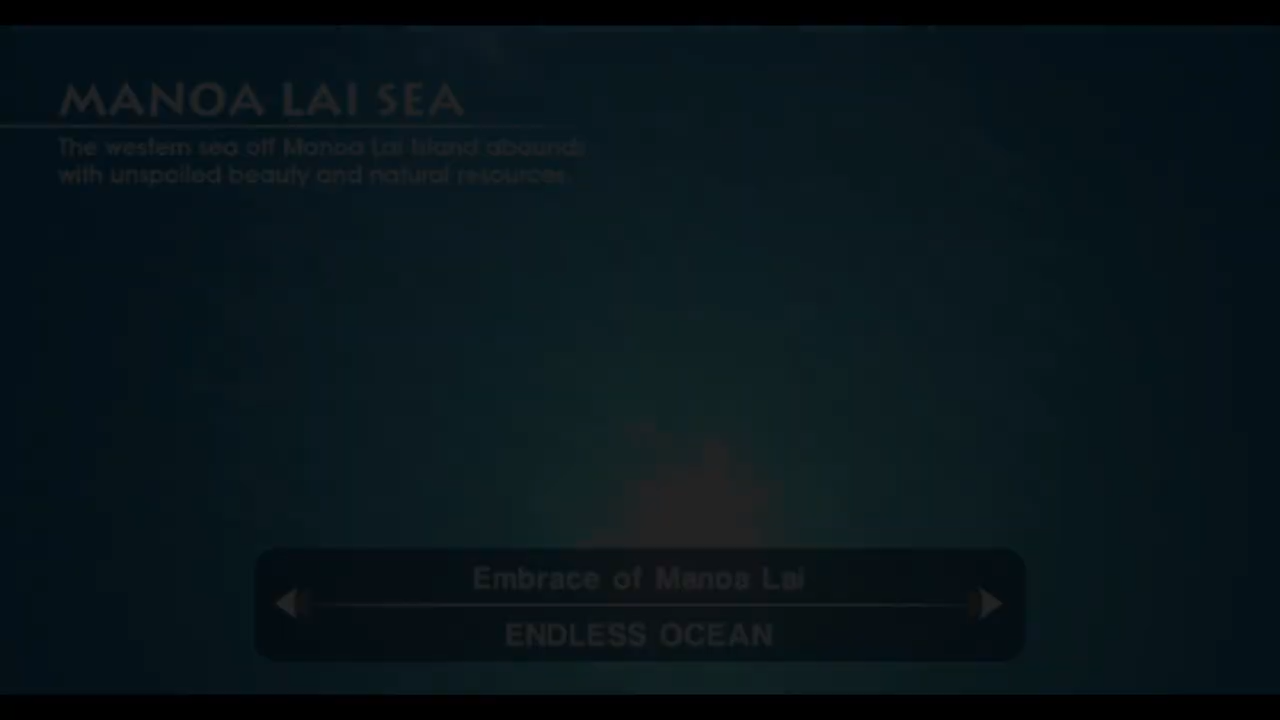 MANOA LAI SEA
The western sea off Manoa Lai Island abounds
with unspoiled beauty and natural resources.
Embrace of Manoa Lai
ENDLESS OCEAN